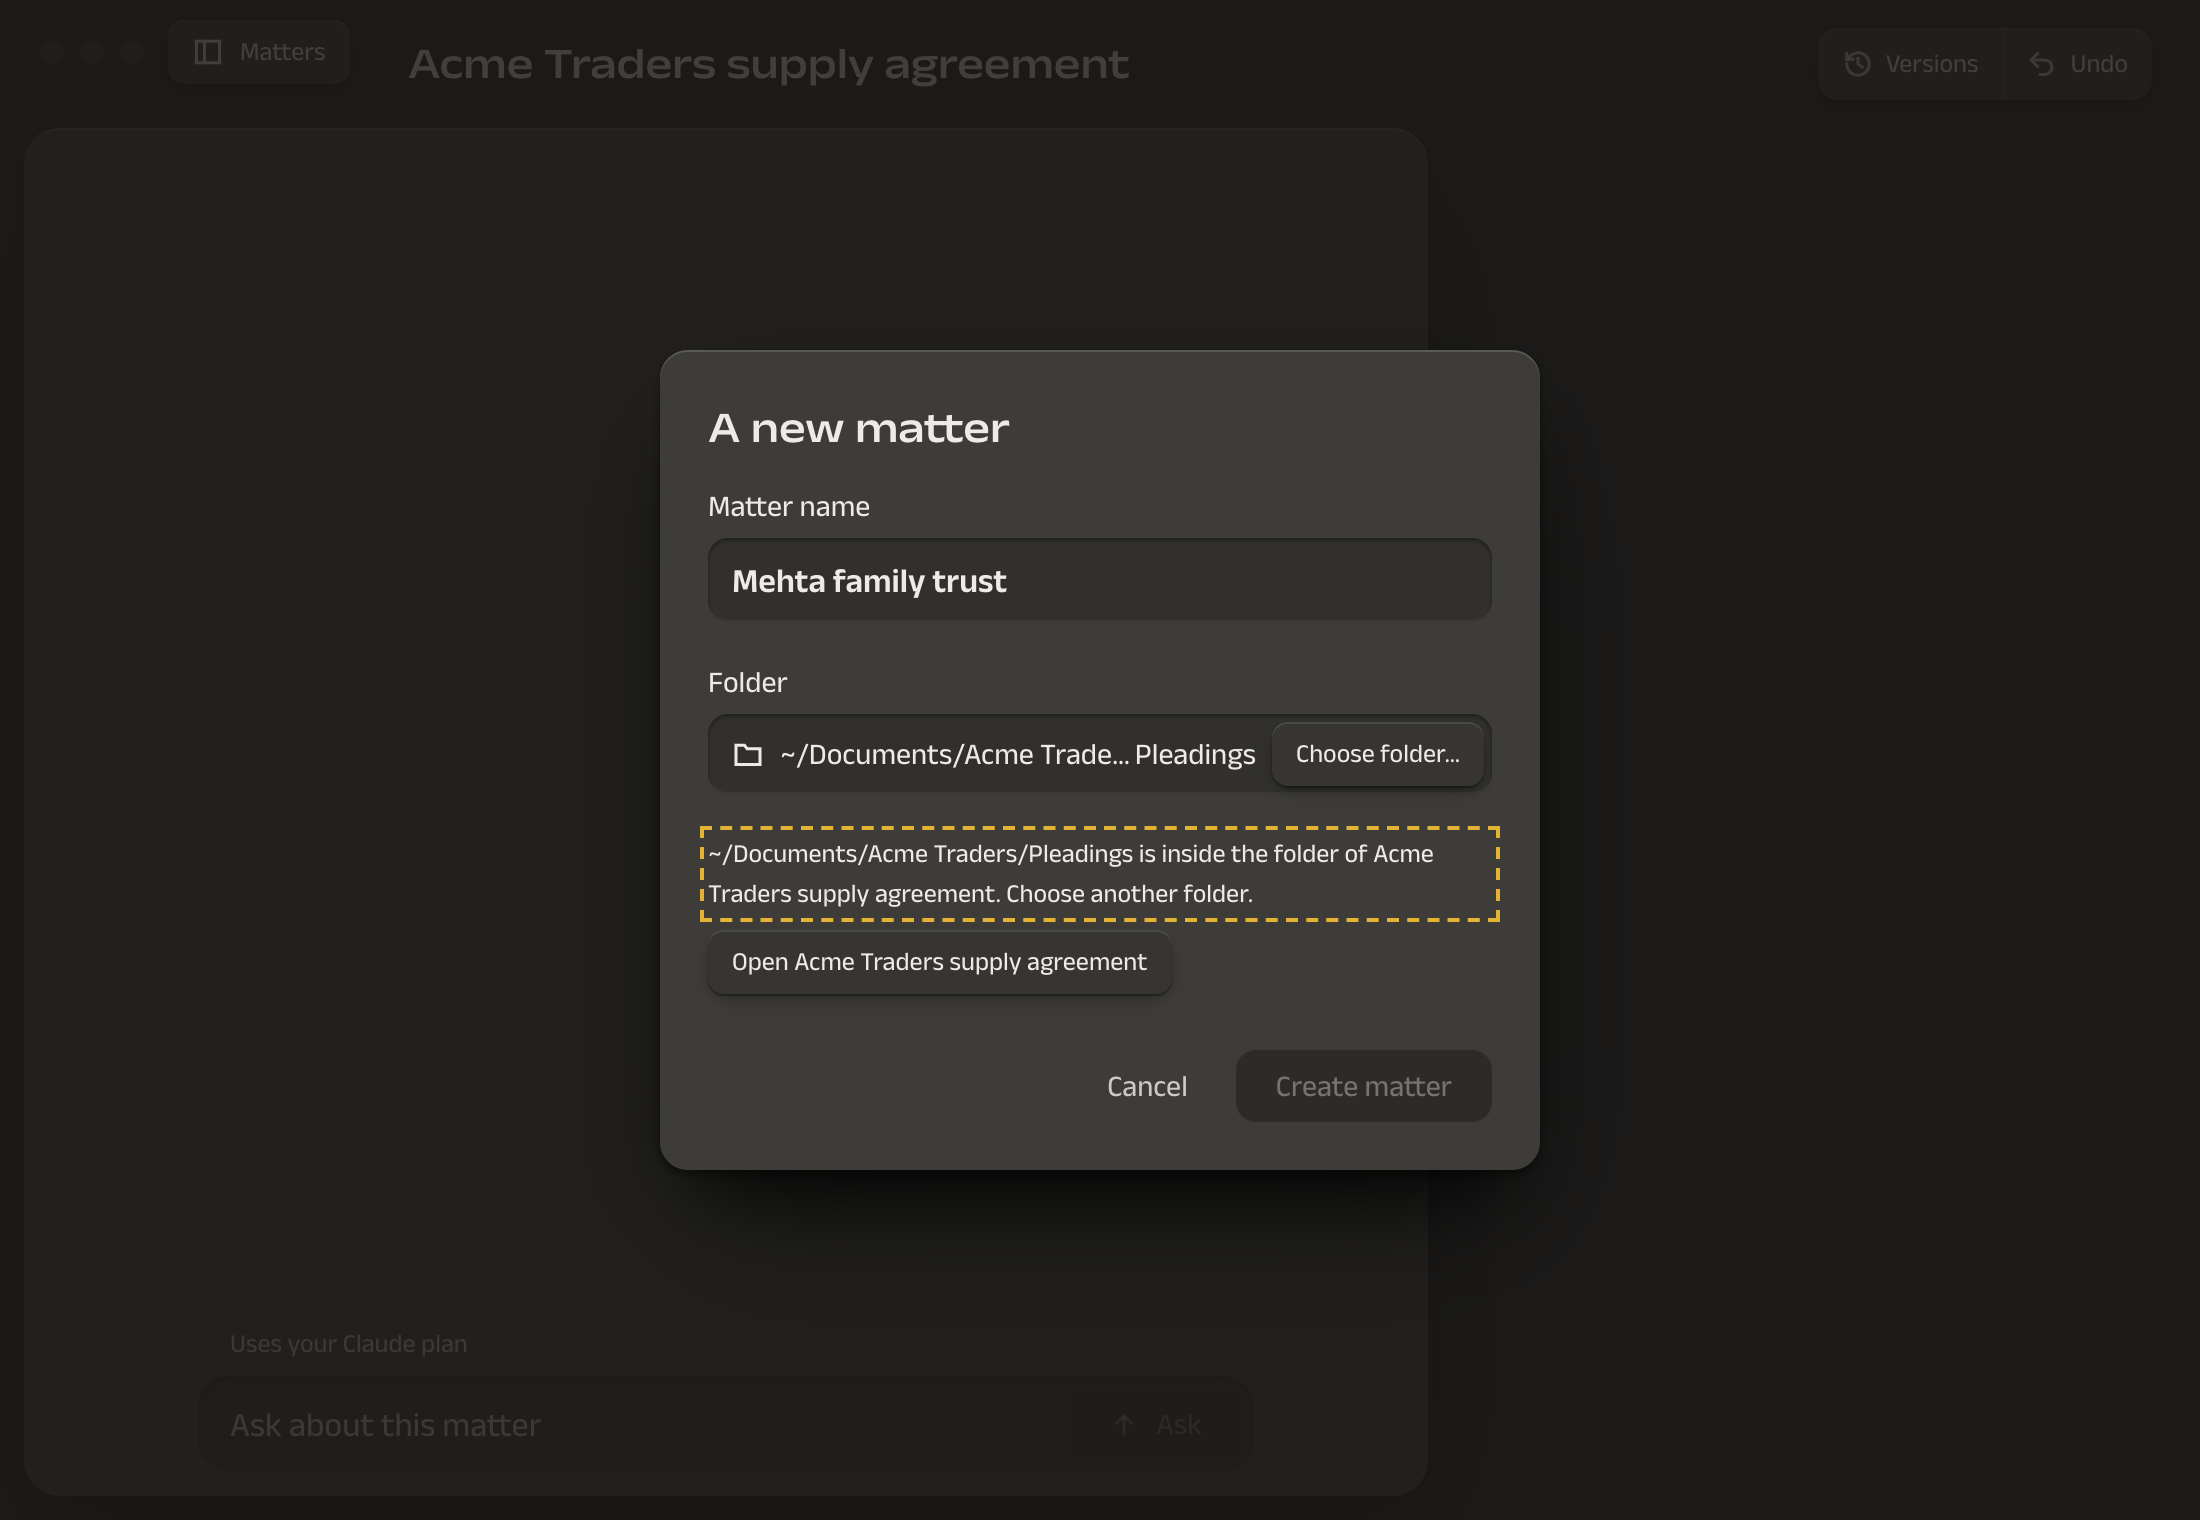 Matters
Acme Traders supply agreement
Versions
Undo
A new matter
Matter name
Mehta family trust
Folder
~/Documents/Acme Trade... Pleadings
Choose folder...
~/Documents/Acme Traders/Pleadings is inside the folder of Acme
Traders supply agreement. Choose another folder.
Open Acme Traders supply agreement
Cancel
Create matter
Uses your Claude plan
Ask about this matter
Ask